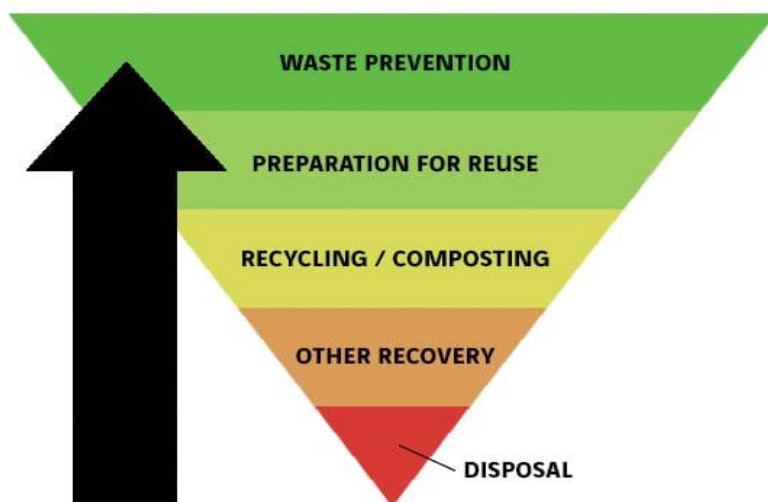 WASTE PREVENTION
PREPARATION FOR REUSE
RECYCLING / COMPOSTING
OTHER RECOVERY
DISPOSAL